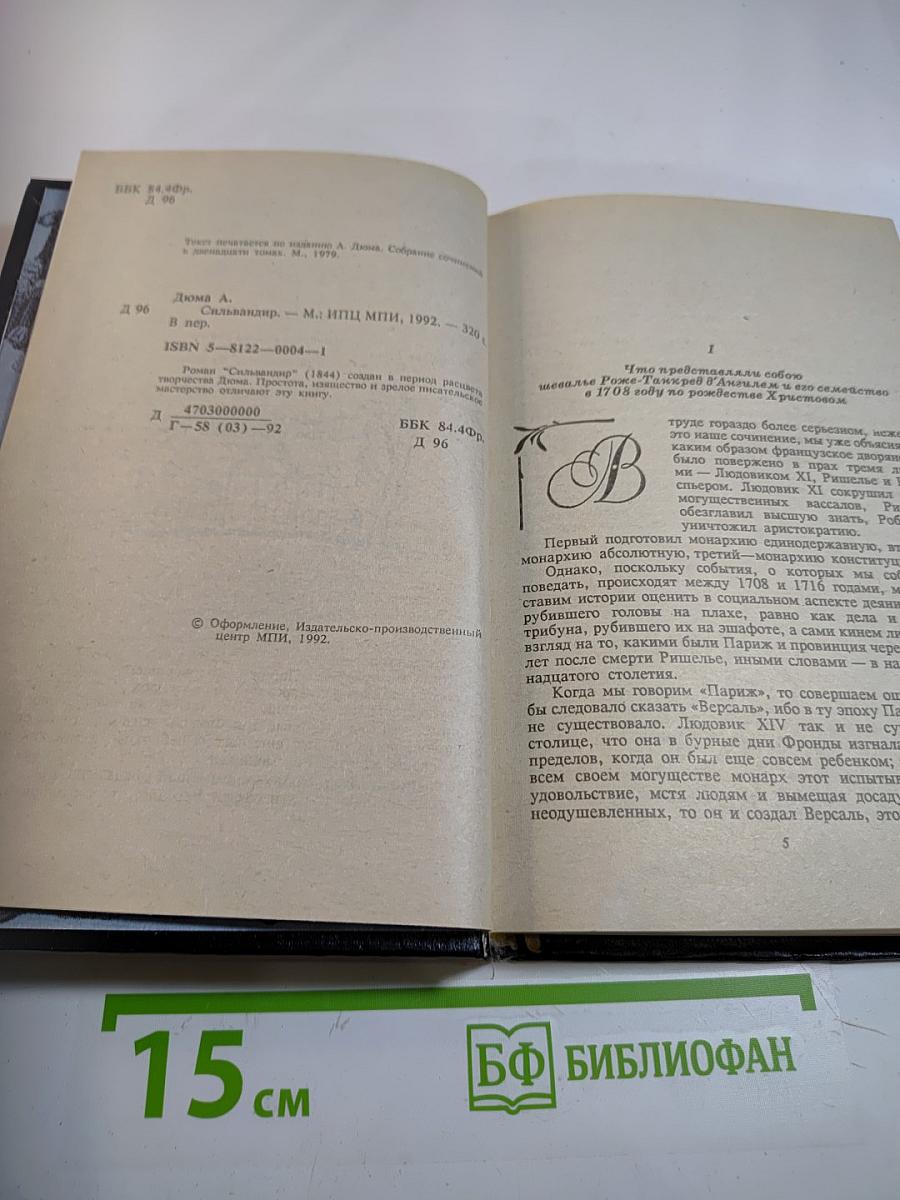 ББК 84.4Фр.
Д 96
Текст печатается по изданию А. Дюма. Собрание сочинений
в двенадцати томах. М., 1979.
Дюма А.
Д 96 Сильвандир. — М.: ИПЦ МПИ, 1992. — 320 с.
В пер.
ISBN 5—8122—0004—1
Роман "Сильвандир" (1844) создан в период расцвета
творчества Дюма. Простота, изящество и зрелое писательское
мастерство отличают эту книгу.
Д 4703000000
Г—58 (03)—92
ББК 84.4Фр.
Д 96
© Оформление, Издательско-производственный
центр МПИ, 1992.
I
Что представляли собою
шевалье Роже-Танкред д'Ангилем и его семейство
в 1708 году по рождестве Христовом
В труде гораздо более серьезном, неже
это наше сочинение, мы уже объясня
каким образом французское дворян
было повержено в прах тремя л
ми — Людовиком XI, Ришелье и
спьером. Людовик XI сокрушил
могущественных вассалов, Ри
обезглавил высшую знать, Роб
уничтожил аристократию.
Первый подготовил монархию единодержавную, вт
монархию абсолютную, третий—монархию конституц
Однако, поскольку события, о которых мы соб
поведать, происходят между 1708 и 1716 годами, м
ставим истории оценить в социальном аспекте деяни
рубившего головы на плахе, равно как дела и
трибуна, рубившего их на эшафоте, а сами кинем ли
взгляд на то, какими были Париж и провинция чере
лет после смерти Ришелье, иными словами — в на
надцатого столетия.
Когда мы говорим «Париж», то совершаем ош
бы следовало сказать «Версаль», ибо в ту эпоху Па
не существовало. Людовик XIV так и не су
столице, что она в бурные дни Фронды изгнала
пределов, когда он был еще совсем ребенком;
всем своем могуществе монарх этот испытыв
удовольствие, мстя людям и вымещая досаду
неодушевленных, то он и создал Версаль, это
5
15 см
БФ БИБЛИОФАН